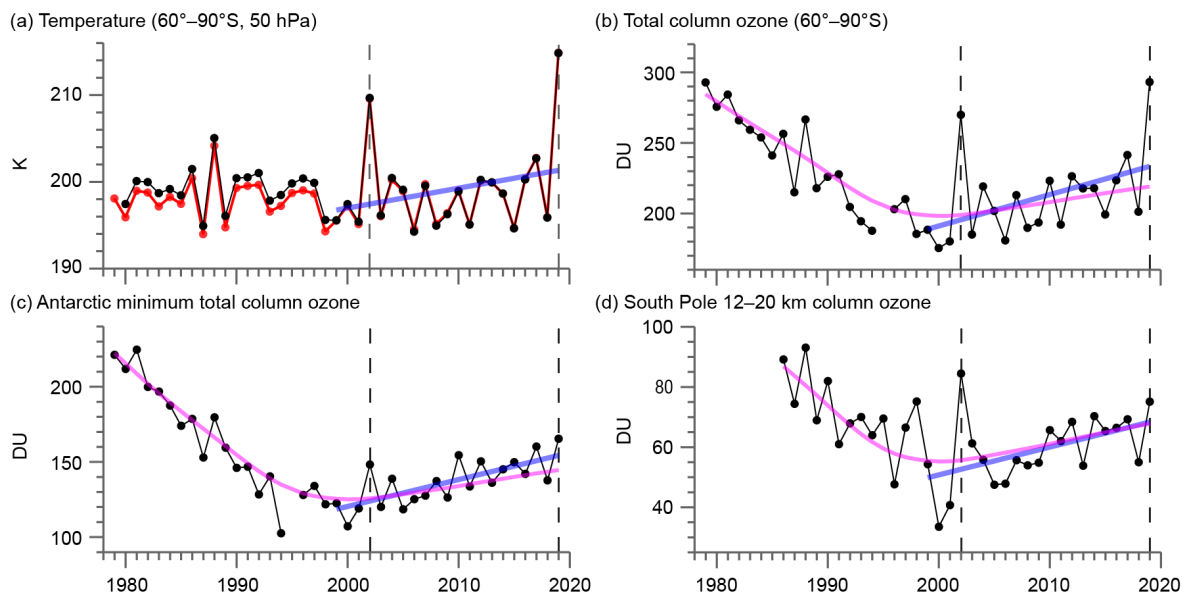 (a) Temperature (60°–90°S, 50 hPa)
(b) Total column ozone (60°–90°S)
210
200
190
K
300
250
200
DU
(c) Antarctic minimum total column ozone
(d) South Pole 12–20 km column ozone
200
150
100
DU
1980 1990 2000 2010 2020
100
80
60
40
DU
1980 1990 2000 2010 2020